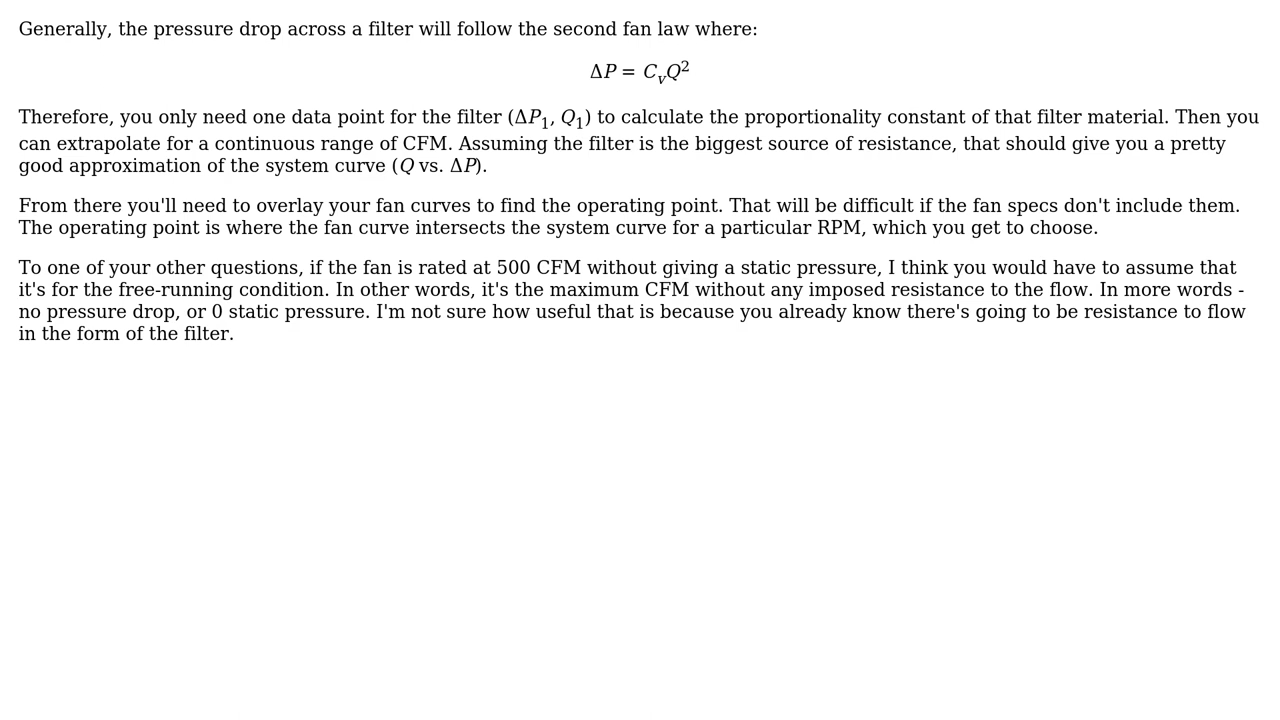 Generally, the pressure drop across a filter will follow the second fan law where:
ΔP = C_vQ²
Therefore, you only need one data point for the filter (ΔP₁, Q₁) to calculate the proportionality constant of that filter material. Then you
can extrapolate for a continuous range of CFM. Assuming the filter is the biggest source of resistance, that should give you a pretty
good approximation of the system curve (Q vs. ΔP).
From there you'll need to overlay your fan curves to find the operating point. That will be difficult if the fan specs don't include them.
The operating point is where the fan curve intersects the system curve for a particular RPM, which you get to choose.
To one of your other questions, if the fan is rated at 500 CFM without giving a static pressure, I think you would have to assume that
it's for the free-running condition. In other words, it's the maximum CFM without any imposed resistance to the flow. In more words -
no pressure drop, or 0 static pressure. I'm not sure how useful that is because you already know there's going to be resistance to flow
in the form of the filter.